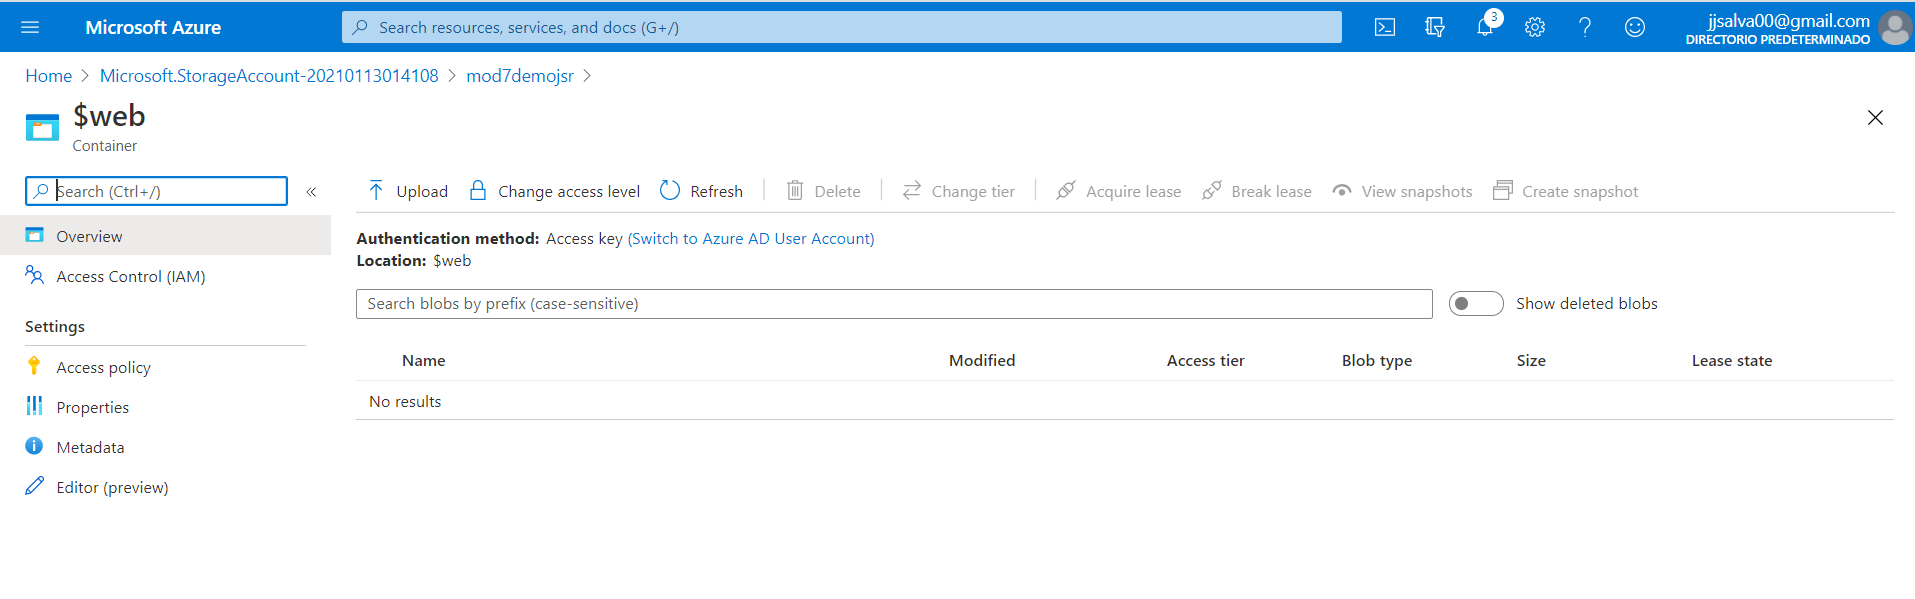 Microsoft Azure
Search resources, services, and docs (G+/)
3
jjsalva00@gmail.com
DIRECTORIO PREDETERMINADO
Home > Microsoft.StorageAccount-20210113014108 > mod7demojsr >
$web
Container
Search (Ctrl+/)
«
Upload Change access level Refresh Delete Change tier Acquire lease Break lease View snapshots Create snapshot
Overview
Access Control (IAM)
Settings
Access policy
Properties
Metadata
Editor (preview)
Authentication method: Access key (Switch to Azure AD User Account)
Location: $web
Search blobs by prefix (case-sensitive)
Show deleted blobs
Name Modified Access tier Blob type Size Lease state
No results